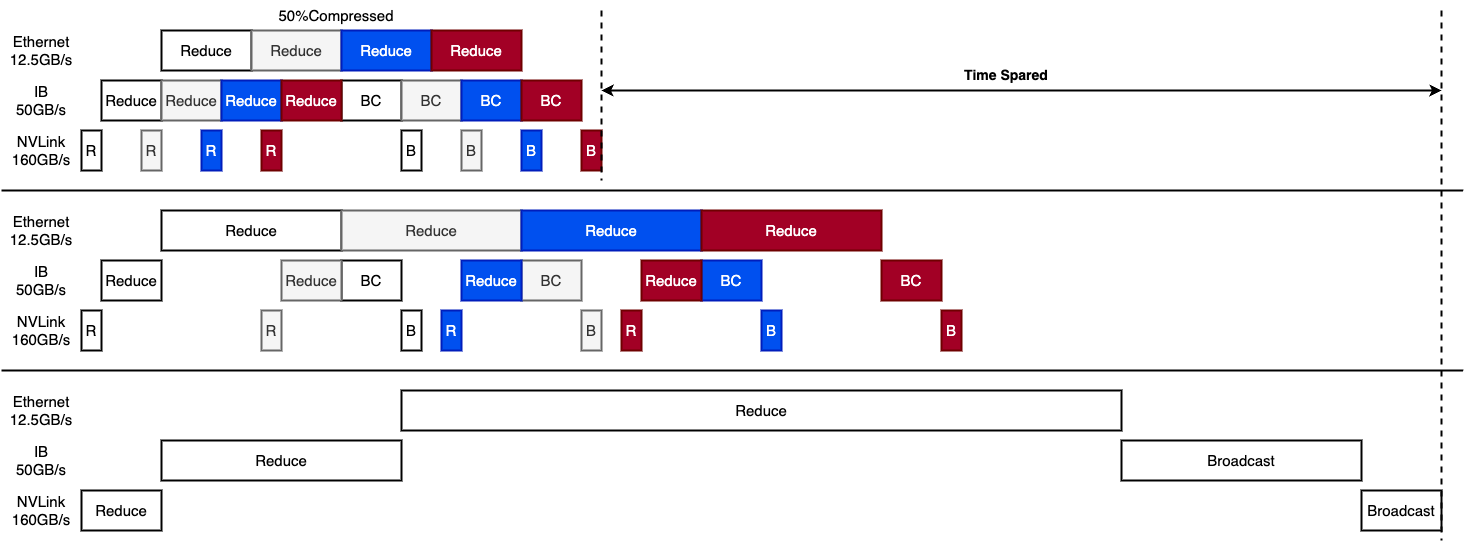 50%Compressed
Ethernet
12.5GB/s
Reduce Reduce Reduce Reduce
Time Spared
IB
50GB/s
Reduce Reduce Reduce Reduce BC BC BC BC
NVLink
160GB/s
R R R R B B B B
Ethernet
12.5GB/s
Reduce Reduce Reduce Reduce
IB
50GB/s
Reduce Reduce BC Reduce BC Reduce BC BC
NVLink
160GB/s
R R B R B R B B
Ethernet
12.5GB/s
Reduce
IB
50GB/s
Reduce Broadcast
NVLink
160GB/s
Reduce Broadcast